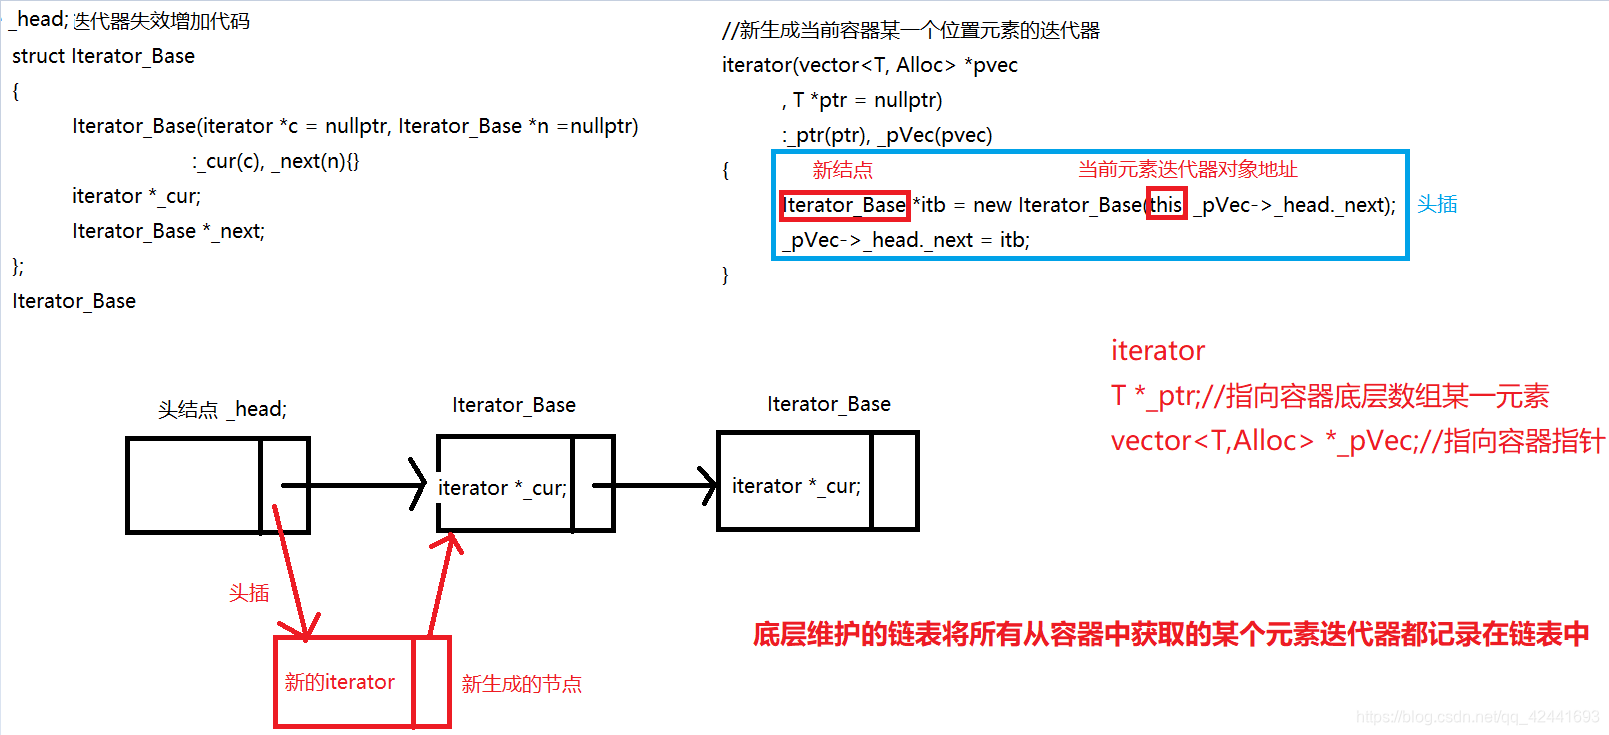 _head; 迭代器失效增加代码
struct Iterator_Base
{
Iterator_Base(iterator *c = nullptr, Iterator_Base *n =nullptr)
:_cur(c), _next(n){}
iterator *_cur;
Iterator_Base *_next;
};
Iterator_Base
//新生成当前容器某一个位置元素的迭代器
iterator(vector<T, Alloc> *pvec
, T *ptr = nullptr)
:_ptr(ptr), _pVec(pvec)
{
新结点
当前元素迭代器对象地址
Iterator_Base *itb = new Iterator_Base(this _pVec->_head._next);
头插
_pVec->_head._next = itb;
}
iterator
T *_ptr;//指向容器底层数组某一元素
vector<T,Alloc> *_pVec;//指向容器指针
头结点 _head;
Iterator_Base
Iterator_Base
iterator *_cur;
iterator *_cur;
头插
新的iterator
新生成的节点
底层维护的链表将所有从容器中获取的某个元素迭代器都记录在链表中
https://blog.csdn.net/qq_42441693